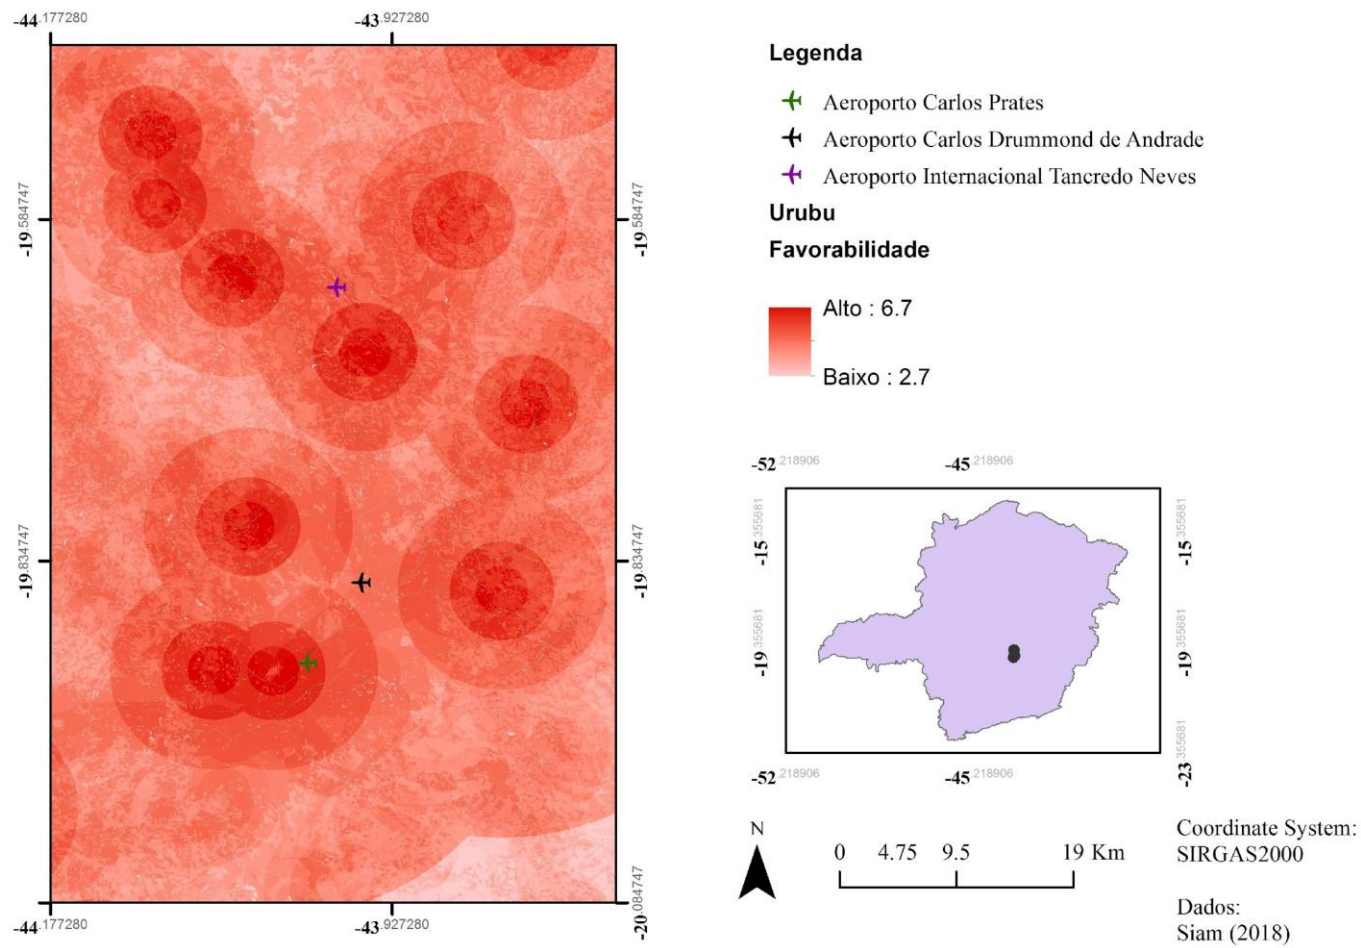 -44.177280
-43.927280
-19.584747
-19.584747
-19.834747
-19.834747
-20.084747
-44.177280
-43.927280
Legenda
Aeroporto Carlos Prates
Aeroporto Carlos Drummond de Andrade
Aeroporto Internacional Tancredo Neves
Urubu
Favorabilidade
Alto : 6.7
Baixo : 2.7
-52.218906
-45.218906
-15.355681
-15.355681
-19.355681
-19.355681
-23.355681
-52.218906
-45.218906
N
0 4.75 9.5 19 Km
Coordinate System:
SIRGAS2000
Dados:
Siam (2018)